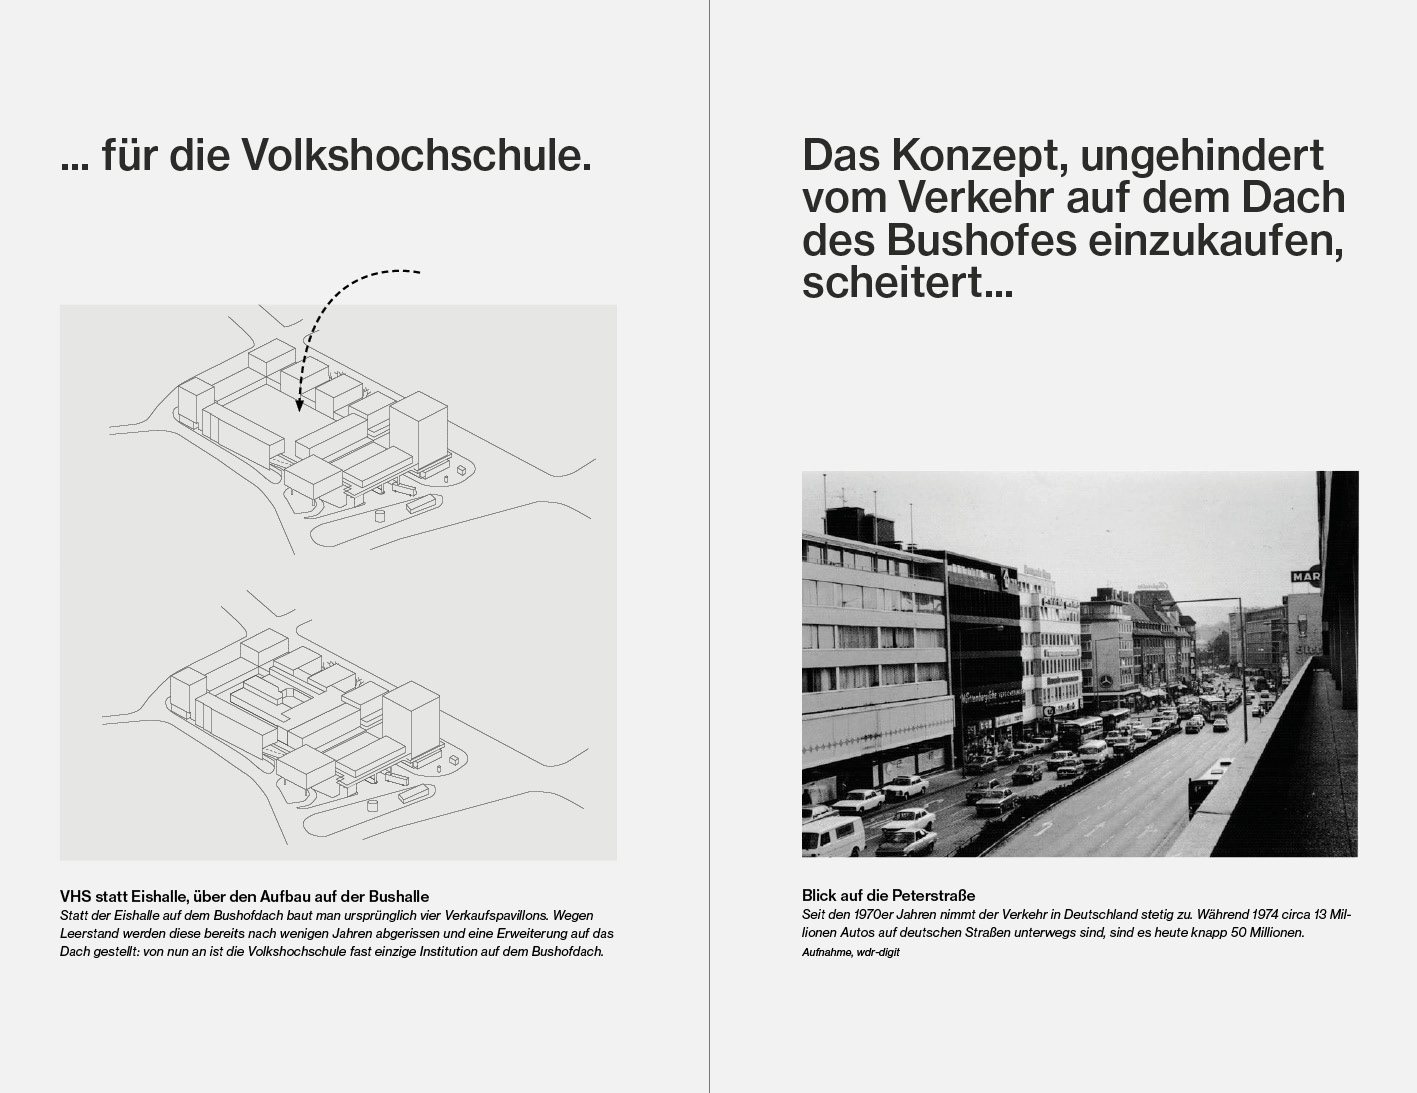 ... für die Volkshochschule.
VHS statt Eishalle, über den Aufbau auf der Bushalle
Statt der Eishalle auf dem Bushofdach baut man ursprünglich vier Verkaufspavillons. Wegen
Leerstand werden diese bereits nach wenigen Jahren abgerissen und eine Erweiterung auf das
Dach gestellt: von nun an ist die Volkshochschule fast einzige Institution auf dem Bushofdach.
Das Konzept, ungehindert
vom Verkehr auf dem Dach
des Bushofes einzukaufen,
scheitert...
MAR
Württembergische
Blick auf die Peterstraße
Seit den 1970er Jahren nimmt der Verkehr in Deutschland stetig zu. Während 1974 circa 13 Mil-
lionen Autos auf deutschen Straßen unterwegs sind, sind es heute knapp 50 Millionen.
Aufnahme, wdr-digit